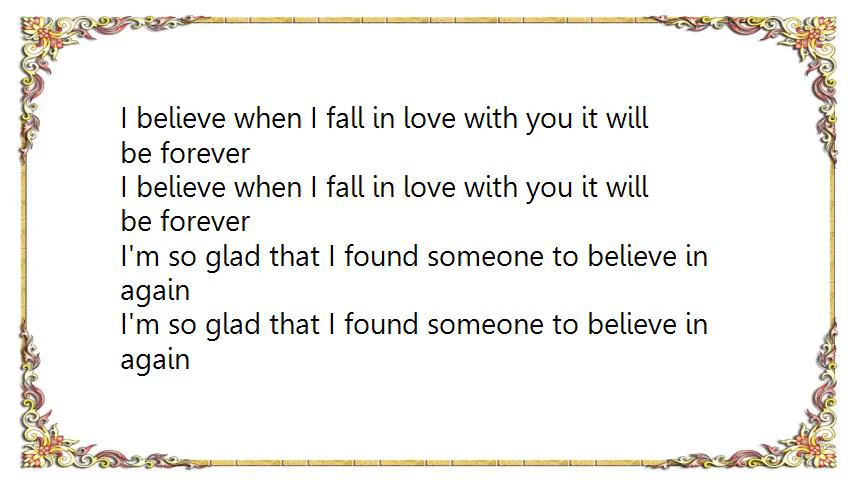 I believe when I fall in love with you it will
be forever
I believe when I fall in love with you it will
be forever
I'm so glad that I found someone to believe in
again
I'm so glad that I found someone to believe in
again